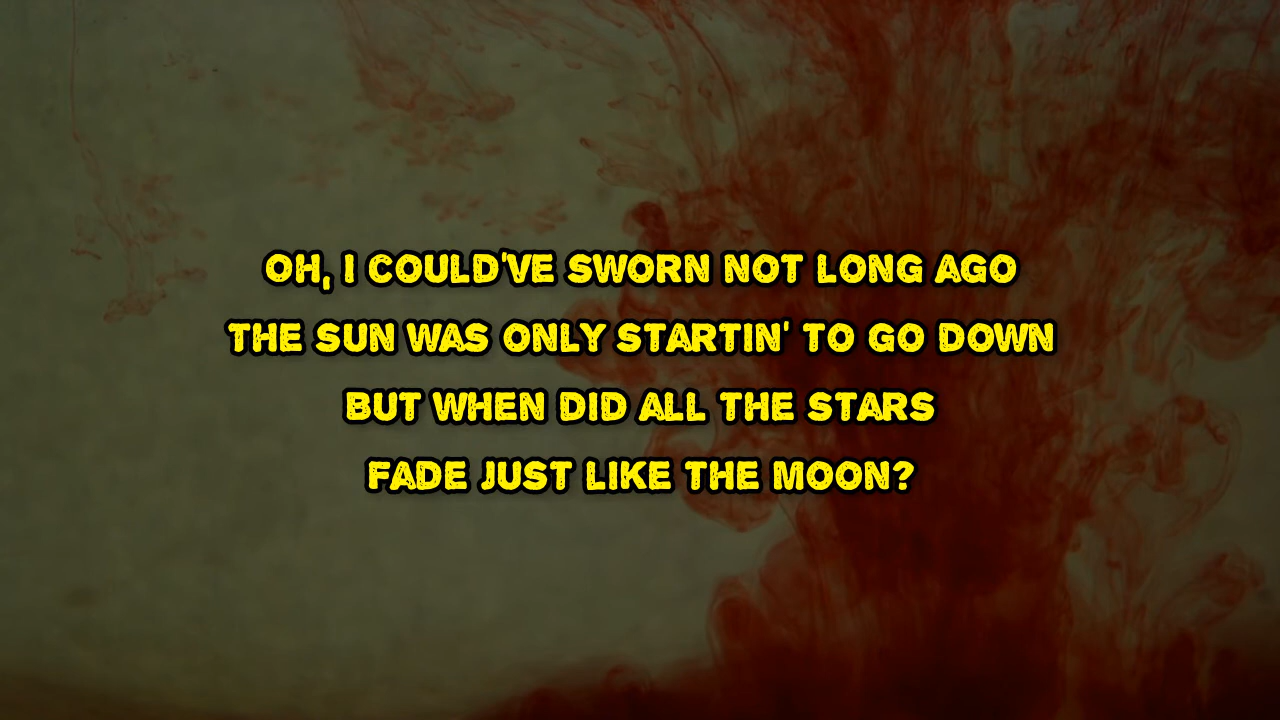 OH, I COULD'VE SWORN NOT LONG AGO
THE SUN WAS ONLY STARTIN' TO GO DOWN
BUT WHEN DID ALL THE STARS
FADE JUST LIKE THE MOON?